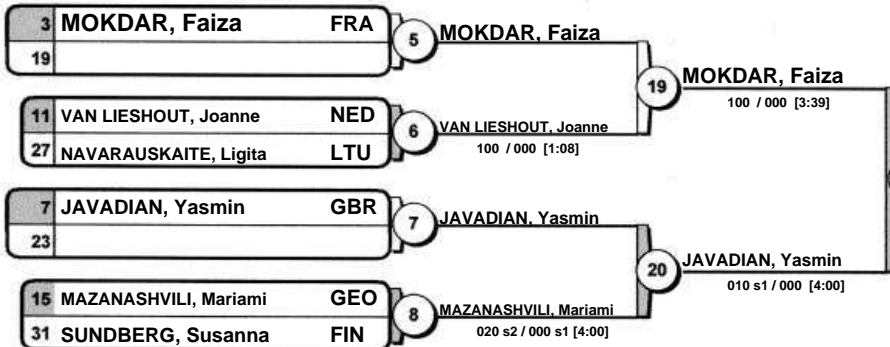 3 MOKDAR, Faiza FRA
19
5
MOKDAR, Faiza
11 VAN LIESHOUT, Joanne NED
27 NAVARAUSKAITE, Ligita LTU
6
VAN LIESHOUT, Joanne
100 / 000 [1:08]
19
MOKDAR, Faiza
100 / 000 [3:39]
7 JAVADIAN, Yasmin GBR
23
7
JAVADIAN, Yasmin
15 MAZANASHVILI, Mariami GEO
31 SUNDBERG, Susanna FIN
8
MAZANASHVILI, Mariami
020 s2 / 000 s1 [4:00]
20
JAVADIAN, Yasmin
010 s1 / 000 [4:00]